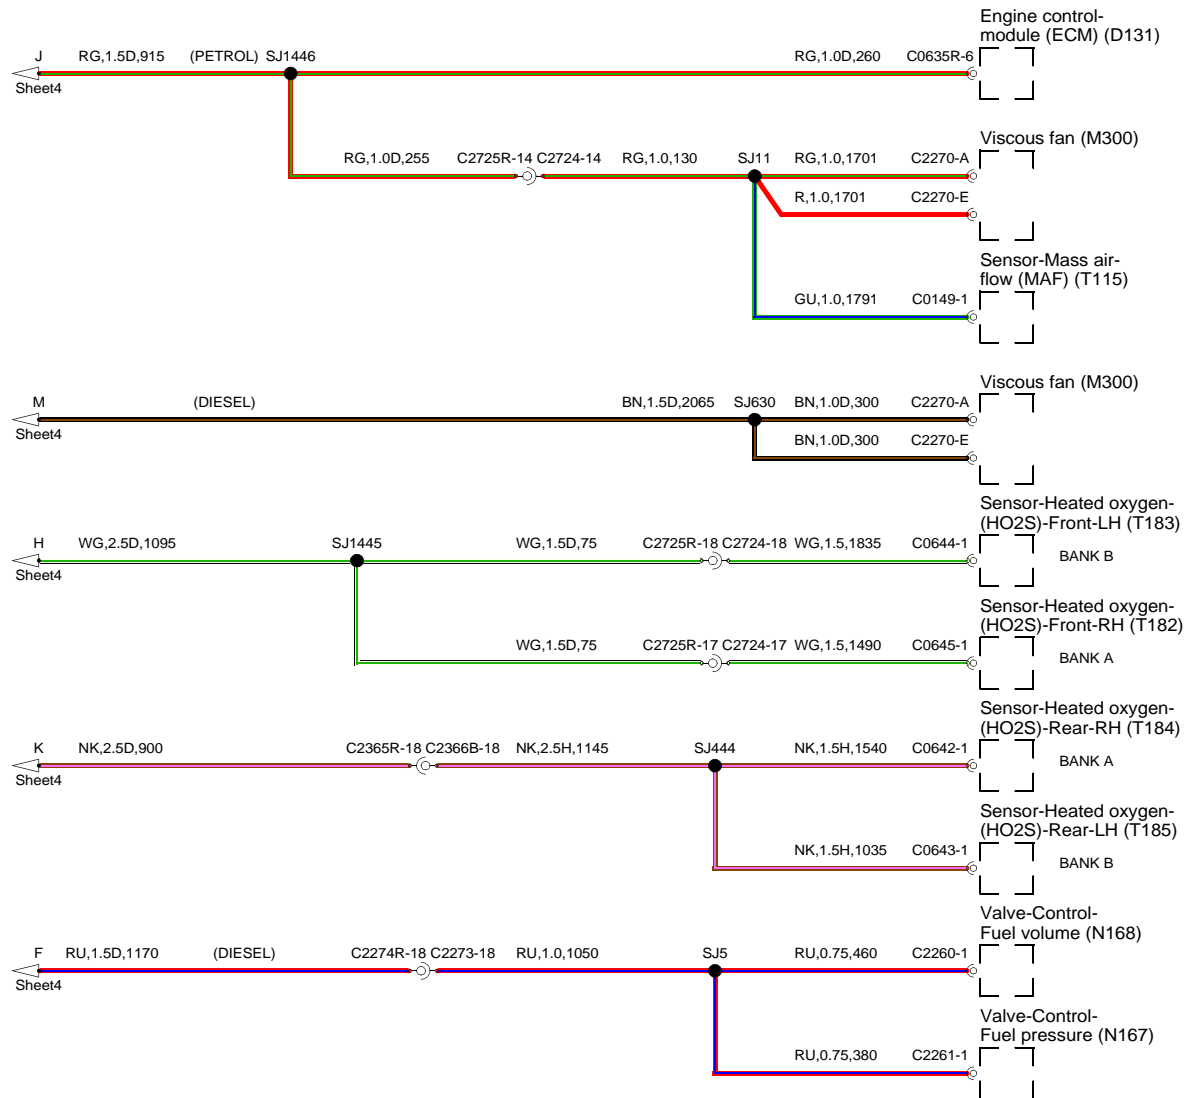 Engine control-
module (ECM) (D131)
J RG,1.5D,915 (PETROL) SJ1446 RG,1.0D,260 C0635R-6
Sheet4
Viscous fan (M300)
RG,1.0D,255 C2725R-14 C2724-14 RG,1.0,130 SJ11 RG,1.0,1701 C2270-A
R,1.0,1701 C2270-E
Sensor-Mass air-
flow (MAF) (T115)
GU,1.0,1791 C0149-1
Viscous fan (M300)
M (DIESEL) BN,1.5D,2065 SJ630 BN,1.0D,300 C2270-A
Sheet4
BN,1.0D,300 C2270-E
Sensor-Heated oxygen-
(HO2S)-Front-LH (T183)
H WG,2.5D,1095 SJ1445 WG,1.5D,75 C2725R-18 C2724-18 WG,1.5,1835 C0644-1
BANK B
Sheet4
Sensor-Heated oxygen-
(HO2S)-Front-RH (T182)
WG,1.5D,75 C2725R-17 C2724-17 WG,1.5,1490 C0645-1
BANK A
Sensor-Heated oxygen-
(HO2S)-Rear-RH (T184)
K NK,2.5D,900 C2365R-18 C2366B-18 NK,2.5H,1145 SJ444 NK,1.5H,1540 C0642-1
BANK A
Sheet4
Sensor-Heated oxygen-
(HO2S)-Rear-LH (T185)
NK,1.5H,1035 C0643-1
BANK B
Valve-Control-
Fuel volume (N168)
F RU,1.5D,1170 (DIESEL) C2274R-18 C2273-18 RU,1.0,1050 SJ5 RU,0.75,460 C2260-1
Sheet4
Valve-Control-
Fuel pressure (N167)
RU,0.75,380 C2261-1